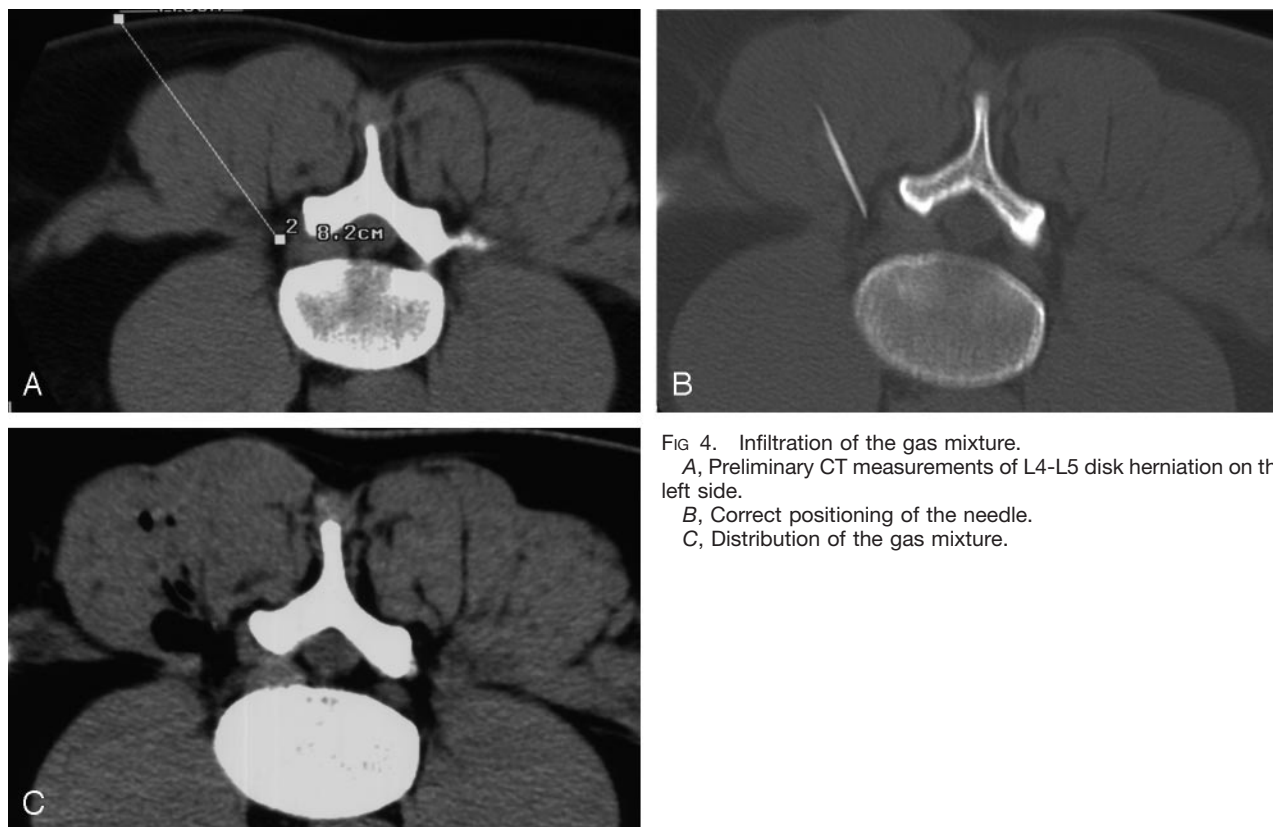 2
8.2CM
A
B
FIG 4. Infiltration of the gas mixture.
A, Preliminary CT measurements of L4-L5 disk herniation on th
left side.
B, Correct positioning of the needle.
C, Distribution of the gas mixture.
C